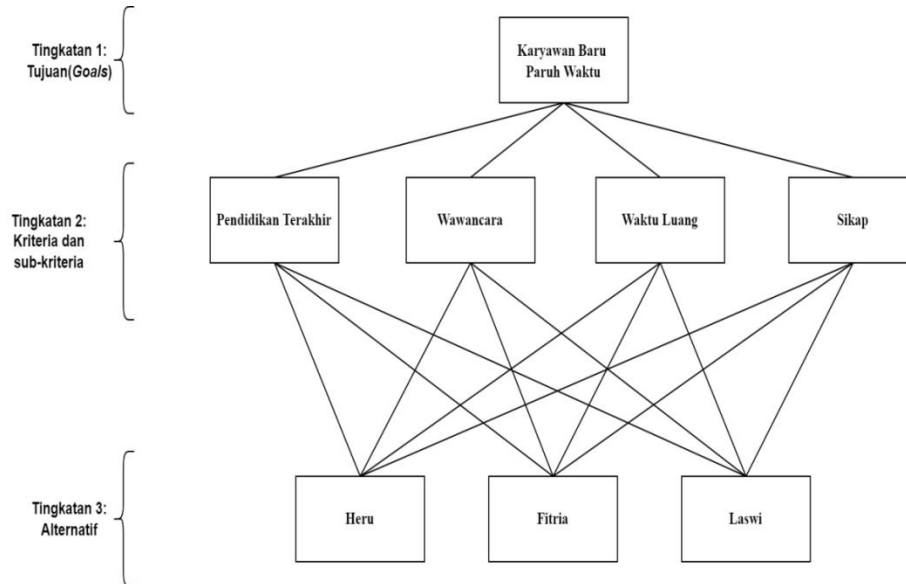 Tingkatan 1:
Tujuan(Goals)
Karyawan Baru
Paruh Waktu
Tingkatan 2:
Kriteria dan
sub-kriteria
Pendidikan Terakhir
Wawancara
Waktu Luang
Sikap
Tingkatan 3:
Alternatif
Heru
Fitria
Laswi